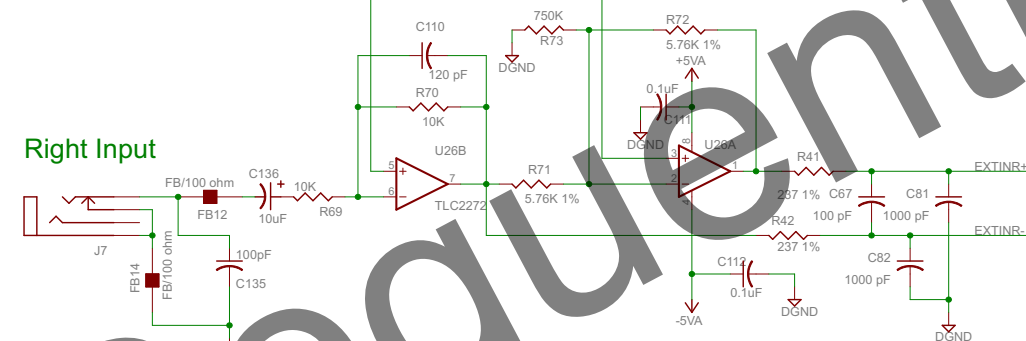 C110
120 pF
R70
10K
750K
R73
DGND
R72
5.76K 1%
+5VA
0.1uF
C111
DGND
U26A
8
3
+
2
1
4
Right Input
FB/100 ohm
FB12
C136
+
10uF
10K
R69
U26B
5
+
6
-
7
TLC2272
R71
5.76K 1%
R41
237 1%
C67
100 pF
C81
1000 pF
EXTINR+
R42
237 1%
EXTINR-
J7
FB14
FB/100 ohm
100pF
C135
C112
0.1uF
DGND
-5VA
C82
1000 pF
DGND